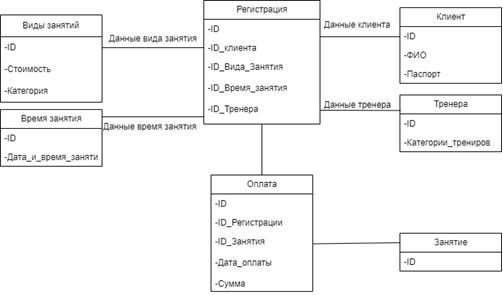 Виды занятий
-ID
-Стоимость
-Категория
Данные вида занятия
Регистрация
-ID
-ID_клиента
-ID_Вида_Занятия
-ID_Время_занятия
-ID_Тренера
Данные клиента
Клиент
-ID
-ФИО
-Паспорт
Время занятия
-ID
-Дата_и_время_заняти
Данные время занятия
Данные тренера
Тренера
-ID
-Категории_трениров
Оплата
-ID
-ID_Регистрации
-ID_Занятия
-Дата_оплаты
-Сумма
Занятие
-ID